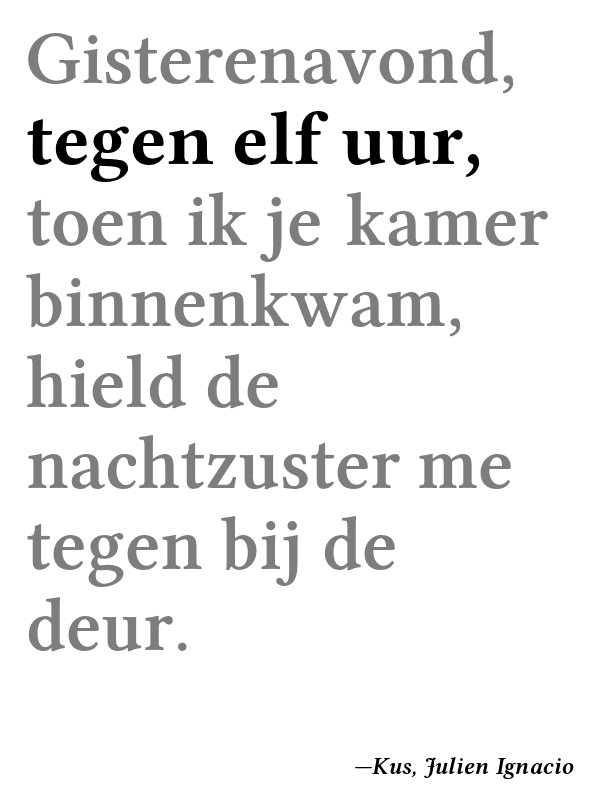 Gisterenavond,
tegen elf uur,
toen ik je kamer
binnenkwam,
hield de
nachtzuster me
tegen bij de
deur.
—Kus, Julien Ignacio